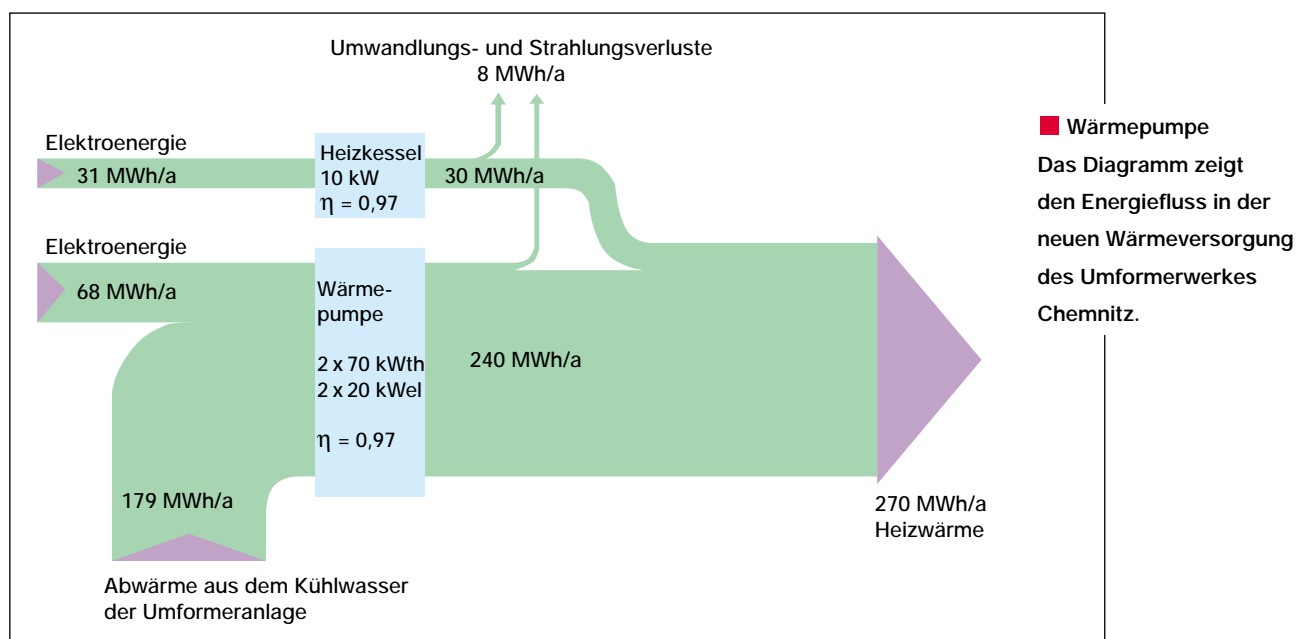 Umwandlungs- und Strahlungsverluste
8 MWh/a
Elektroenergie
31 MWh/a
Heizkessel
10 kW
η = 0,97
30 MWh/a
Elektroenergie
68 MWh/a
Wärme-
pumpe
2 x 70 kWth
2 x 20 kWel
η = 0,97
240 MWh/a
179 MWh/a
Abwärme aus dem Kühlwasser
der Umformeranlage
270 MWh/a
Heizwärme
Wärmepumpe
Das Diagramm zeigt
den Energiefluss in der
neuen Wärmeversorgung
des Umformerwerkes
Chemnitz.